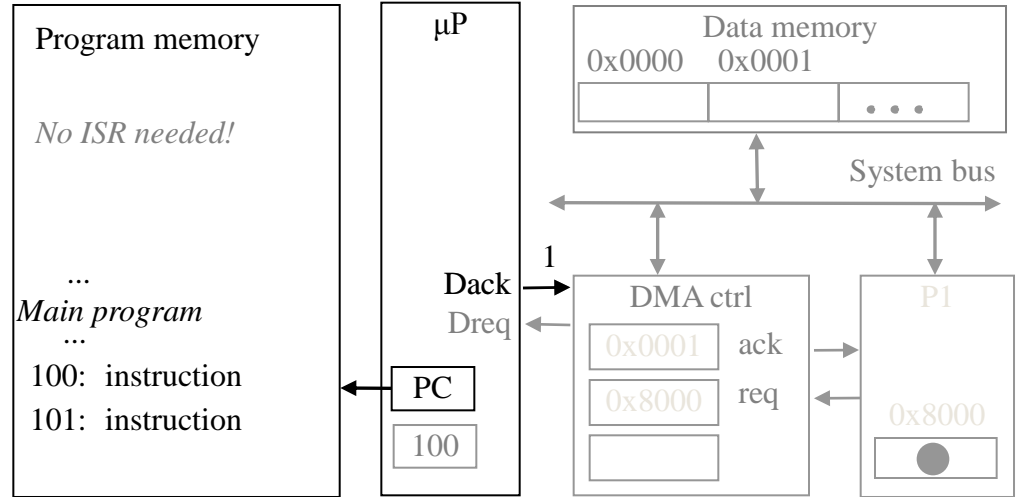 Program memory
No ISR needed!
...
Main program
...
100: instruction
101: instruction
μP
Dack
1
Dreq
PC
100
Data memory
0x0000 0x0001
...
System bus
DMA ctrl
0x0001
ack
0x8000
req
P1
0x8000